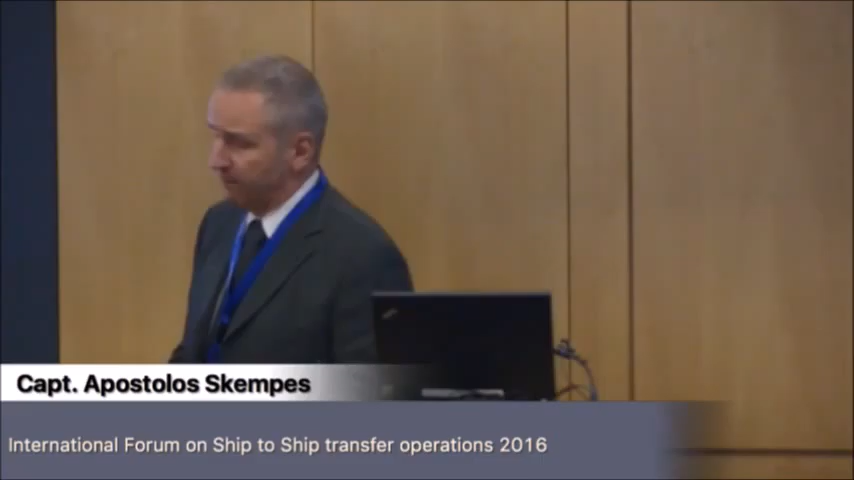 Capt. Apostolos Skempes
International Forum on Ship to Ship transfer operations 2016